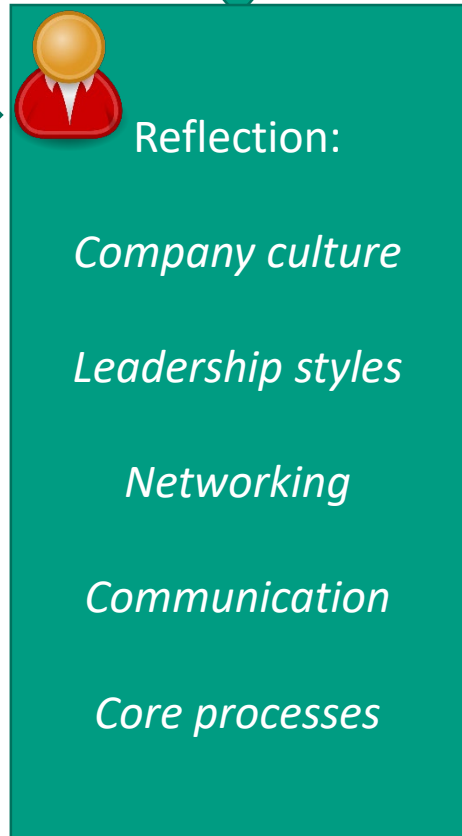 Reflection:
Company culture
Leadership styles
Networking
Communication
Core processes